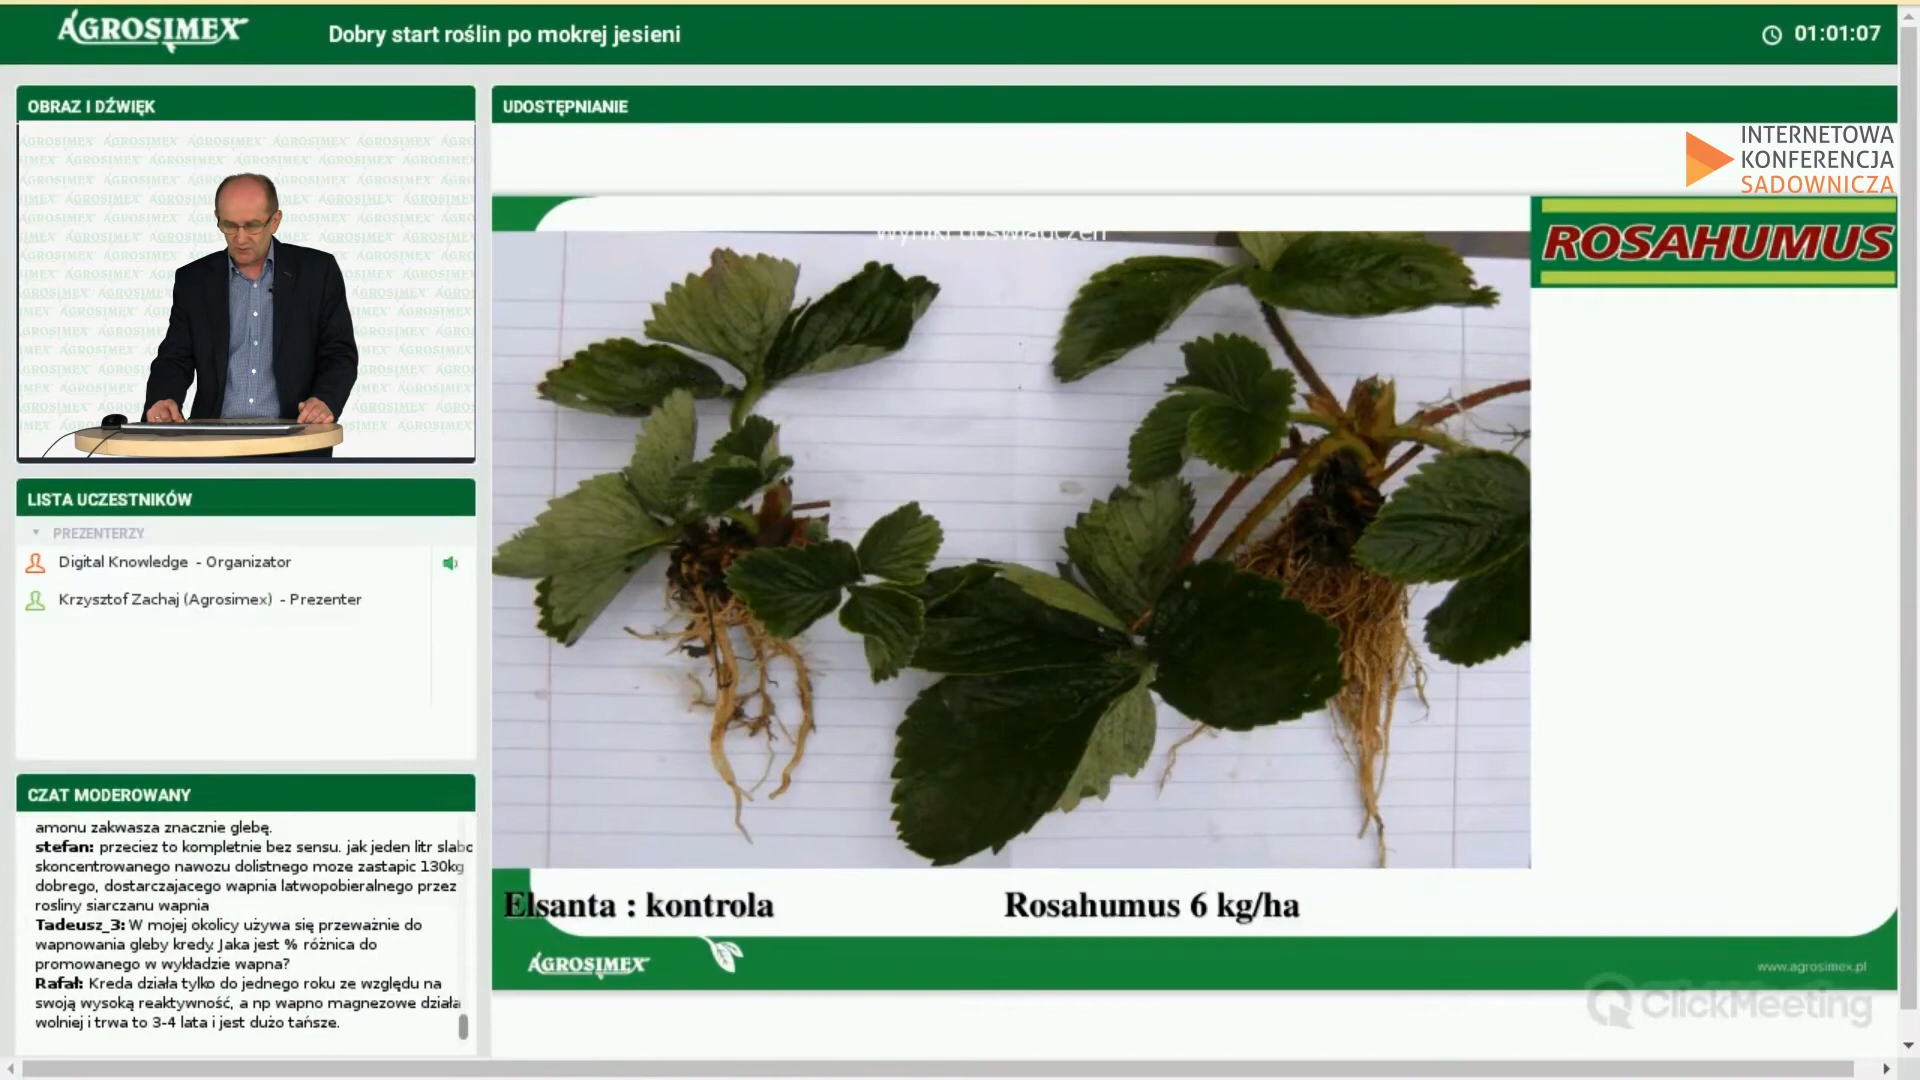 AGROSIMEX
Dobry start roślin po mokrej jesieni
01:01:07
OBRAZ I DŹWIĘK
LISTA UCZESTNIKÓW
PREZENTERZY
Digital Knowledge - Organizator
Krzysztof Zachaj (Agrosimex) - Prezenter
CZAT MODEROWANY
amonu zakwasza znacznie glebę.
stefan: przeciez to kompletnie bez sensu. jak jeden litr slabo
skoncentrowanego nawozu dolistnego moze zastapic 130kg
dobrego, dostarczajacego wapnia latwopobieralnego przez
rosliny siarczanu wapnia
Tadeusz_3: W mojej okolicy używa się przeważnie do
wapnowania gleby kredy. Jaka jest % różnica do
promowanego w wykładzie wapna?
Rafał: Kreda działa tylko do jednego roku ze względu na
swoją wysoką reaktywność, a np wapno magnezowe działa
wolniej i trwa to 3-4 lata i jest dużo tańsze.
UDOSTĘPNIANIE
INTERNETOWA
KONFERENCJA
SADOWNICZA
Wyniki doświadczeń
ROSAHUMUS
Elsanta : kontrola
Rosahumus 6 kg/ha
AGROSIMEX
www.agrosimex.pl
ClickMeeting